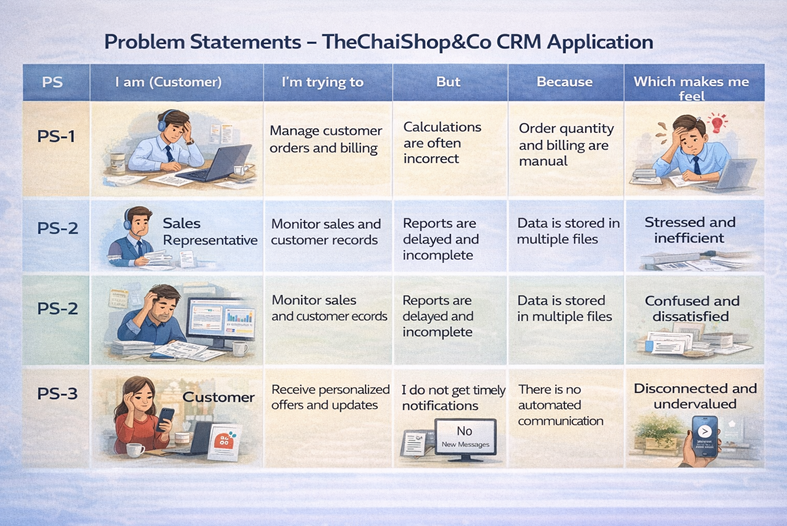 Problem Statements – TheChaiShop&Co CRM Application
PS
I am (Customer)
I'm trying to
But
Because
Which makes me
feel
PS-1
Manage customer
orders and billing
Calculations
are often
incorrect
Order quantity
and billing are
manual
PS-2
Sales
Representative
Monitor sales and
customer records
Reports are
delayed and
incomplete
Data is stored in
multiple files
Stressed and
inefficient
PS-2
Monitor sales
and customer ecords
Reports are
delayed and
incomplete
Data is stored
in multiple files
Confused and
dissatisfied
PS-3
Customer
Receive personalized
offers and updates
I do not get timely
notifications
No
New Messages
There is no
automated
communication
Disconnected and
undervalued